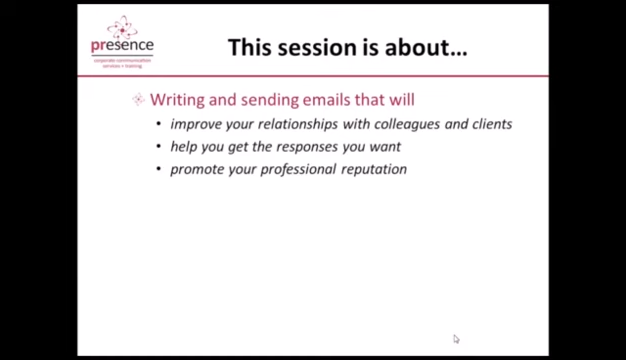 presence
corporate communication
services + training
This session is about…
Writing and sending emails that will
• improve your relationships with colleagues and clients
• help you get the responses you want
• promote your professional reputation